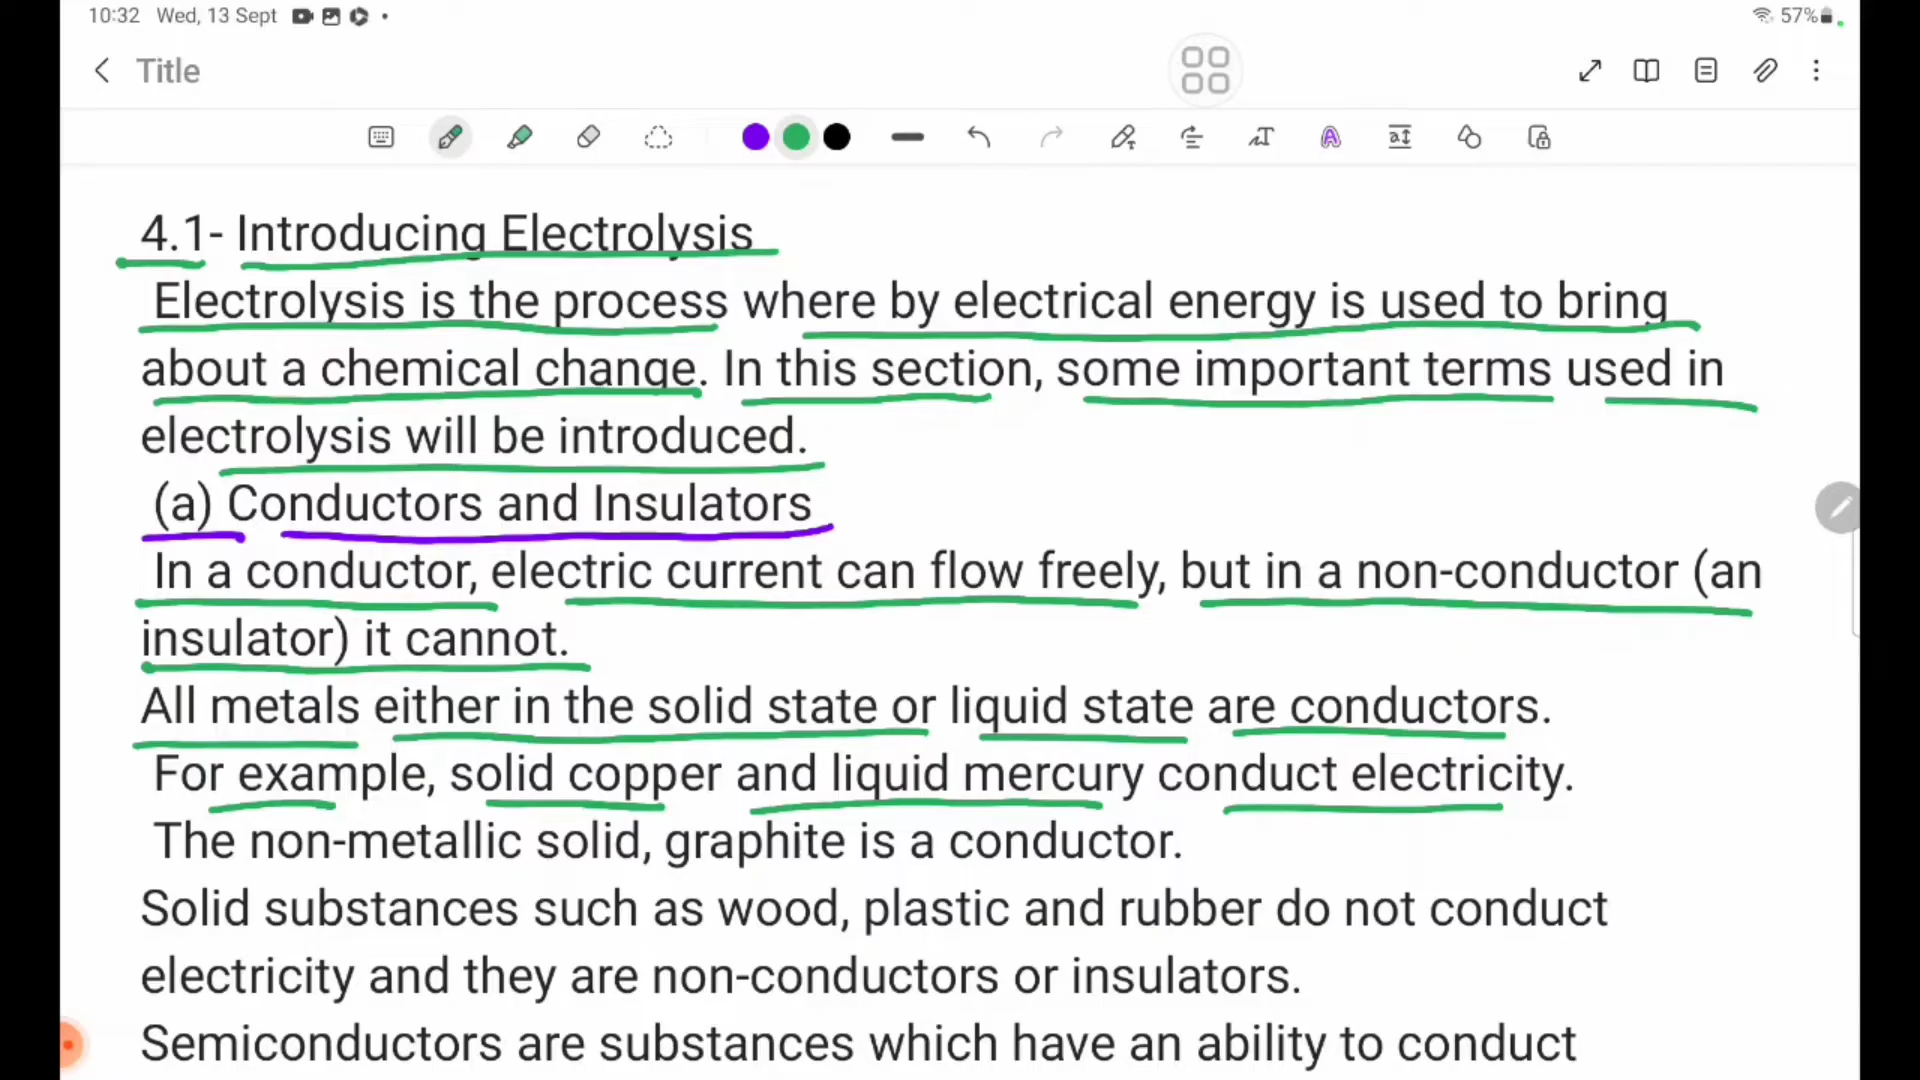 10:32 Wed, 13 Sept
57%
Title
4.1- Introducing Electrolysis
Electrolysis is the process where by electrical energy is used to bring
about a chemical change. In this section, some important terms used in
electrolysis will be introduced.
(a) Conductors and Insulators
In a conductor, electric current can flow freely, but in a non-conductor (an
insulator) it cannot.
All metals either in the solid state or liquid state are conductors.
For example, solid copper and liquid mercury conduct electricity.
The non-metallic solid, graphite is a conductor.
Solid substances such as wood, plastic and rubber do not conduct
electricity and they are non-conductors or insulators.
Semiconductors are substances which have an ability to conduct